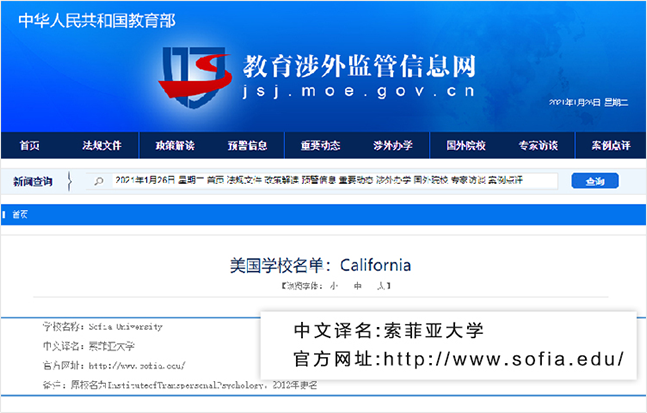 中华人民共和国教育部
教育涉外监管信息网
jsj.moe.gov.cn
2021年1月26日 星期二
首页 法规文件 政策解读 预警信息 重要动态 涉外办学 国外院校 专家访谈 案例点评
新闻查询 2021年1月26日 星期二 首页 法规文件 政策解读 预警信息 重要动态 涉外办学 国外院校 专家访谈 案例点评 查询
首页
美国学校名单：California
【浏览字体： 小 中 大】
学校名称：Sofia University
中文译名：索菲亚大学
官方网址：http://www.sofia.edu/
备注：原校名为InstituteofTranspersonalPsychology，2012年更名
中文译名:索菲亚大学
官方网址:http://www.sofia.edu/